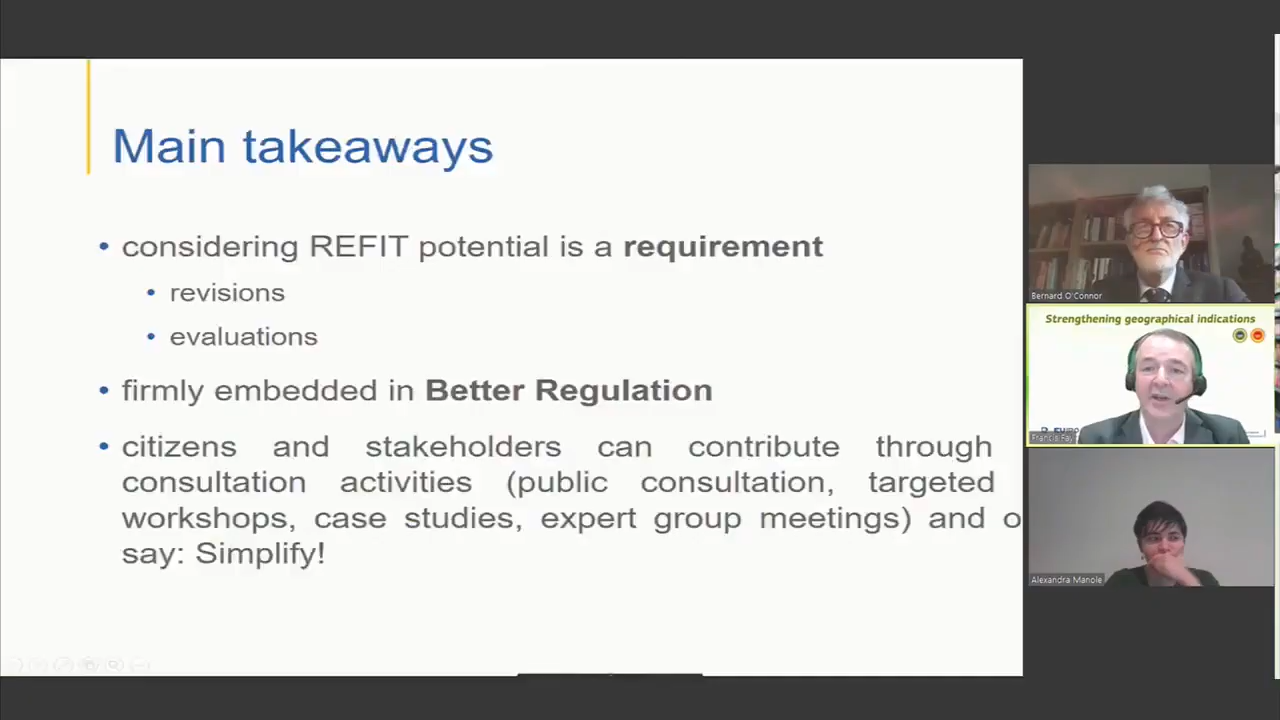 Main takeaways
• considering REFIT potential is a requirement
• revisions
• evaluations
• firmly embedded in Better Regulation
• citizens and stakeholders can contribute through
consultation activities (public consultation, targeted
workshops, case studies, expert group meetings) and o
say: Simplify!
Bernard O'Connor
Strengthening geographical indications
Francis Fay
Alexandra Manole